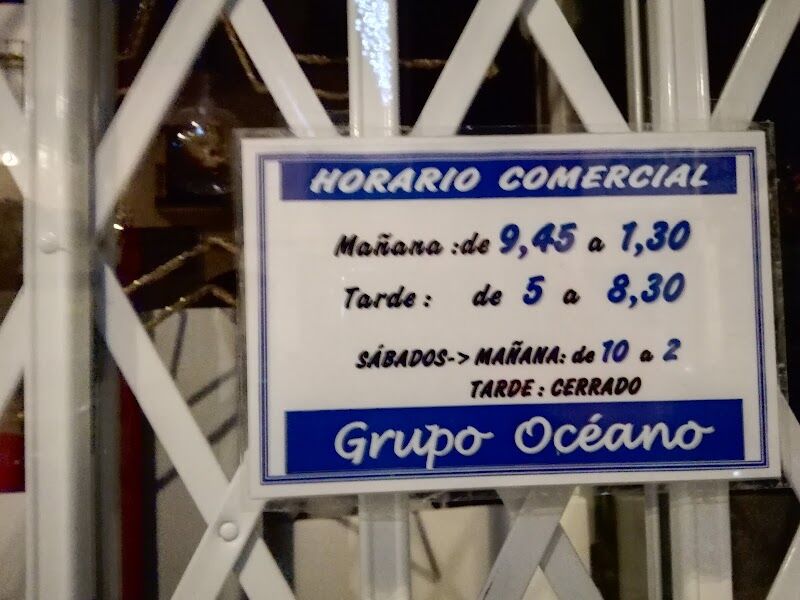 HORARIO COMERCIAL
Mañana : de 9,45 a 1,30
Tarde : de 5 a 8,30
SÁBADOS-> MAÑANA: de 10 a 2
TARDE : CERRADO
Grupo Océano